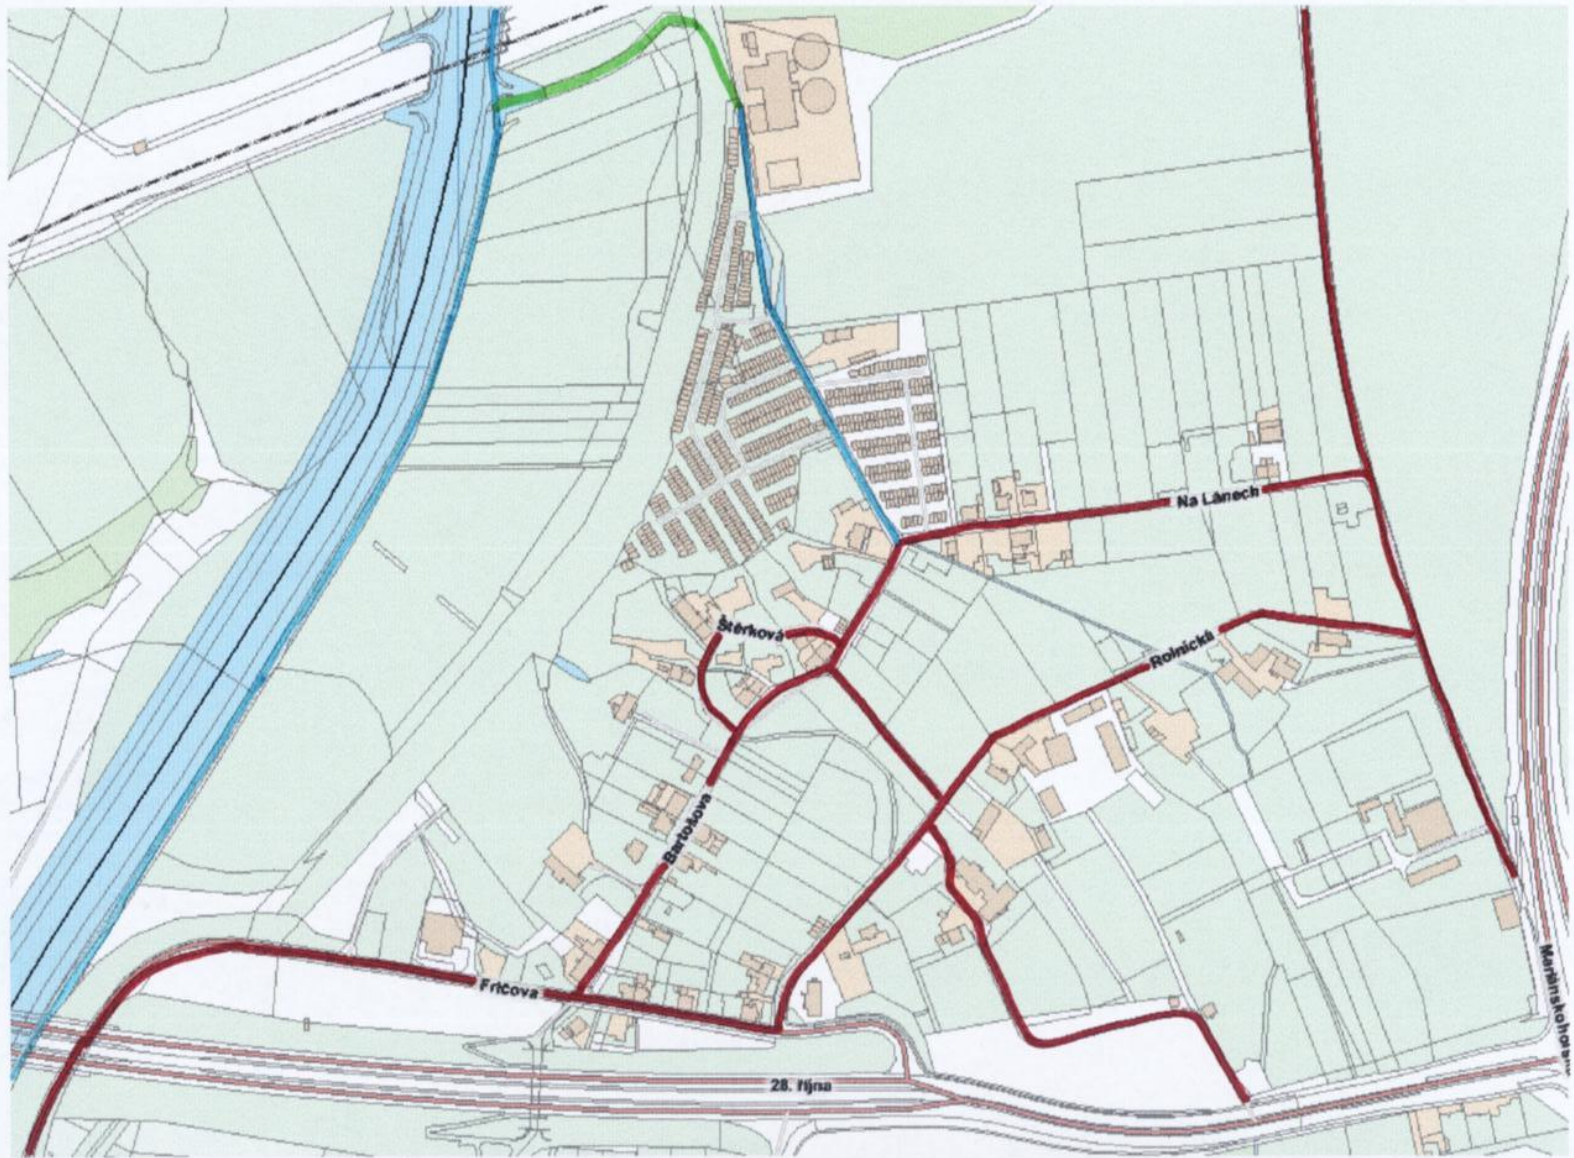 Na Lánech
Štěrková
Rolnická
Bartošova
Fričova
28. října